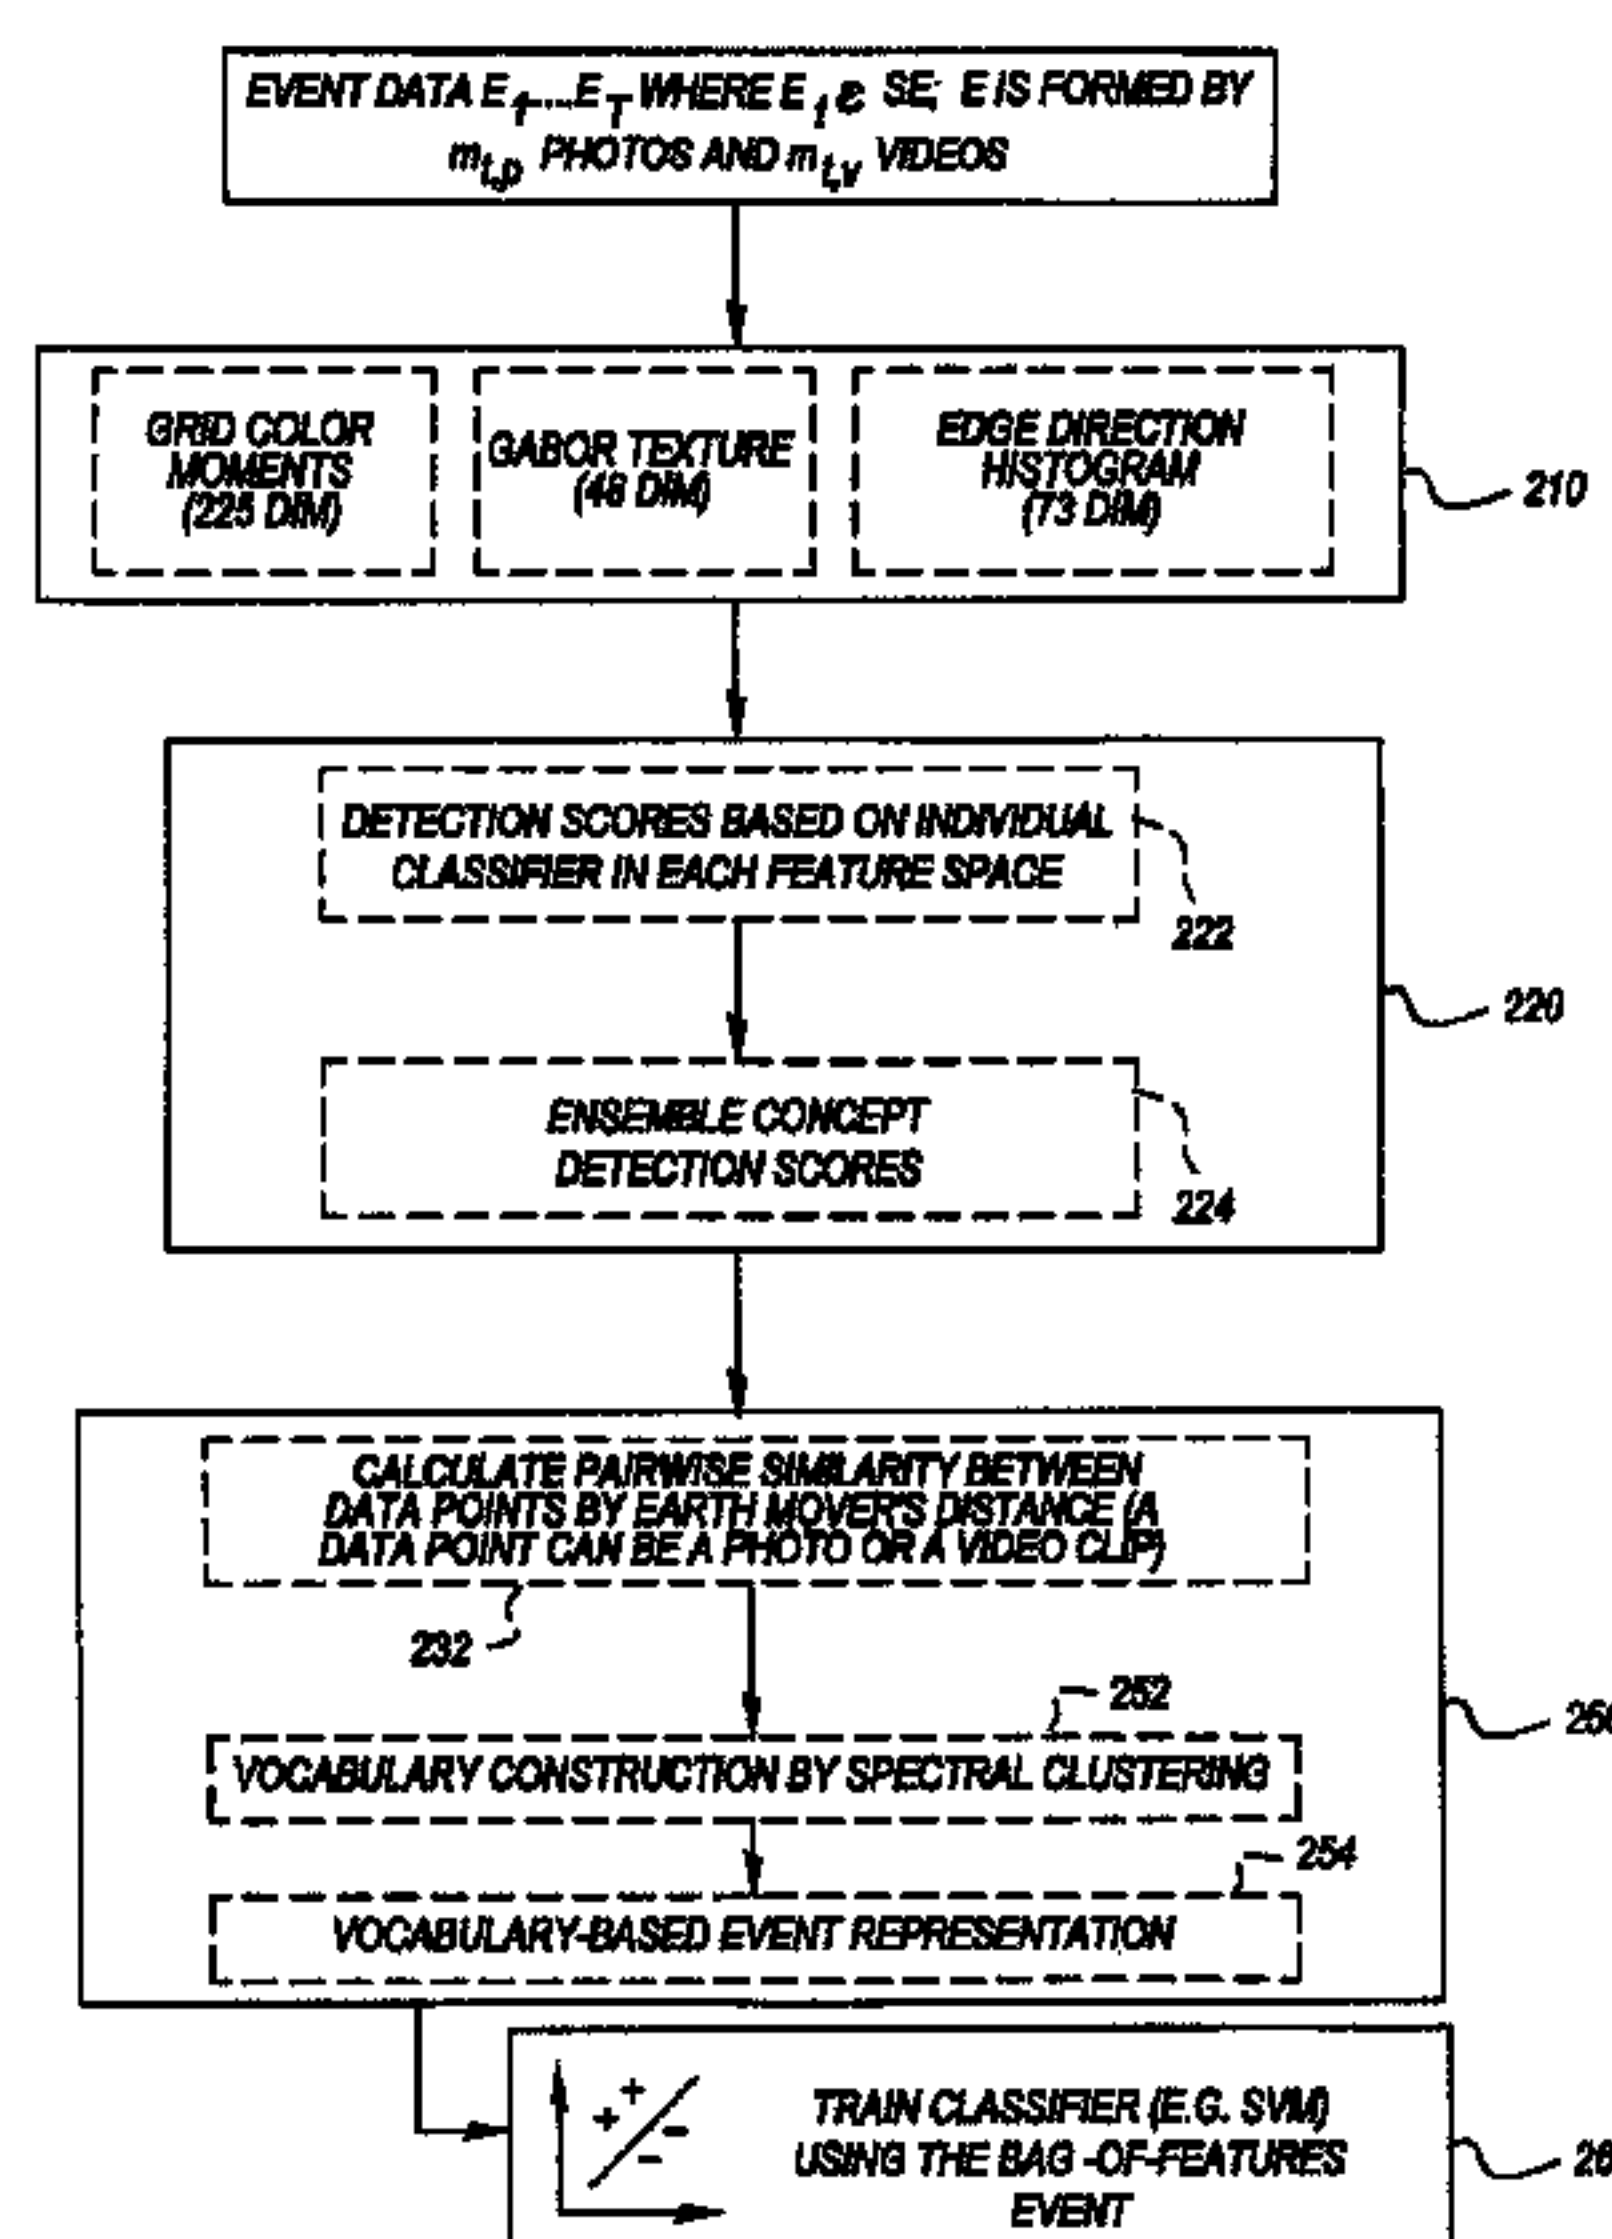 EVENT DATA E1....ET WHERE Et ε SE; E IS FORMED BY
mt,p PHOTOS AND mt,v VIDEOS
GRID COLOR
MOMENTS
(225 DIM)
GABOR TEXTURE
(48 DIM)
EDGE DIRECTION
HISTOGRAM
(73 DIM)
210
DETECTION SCORES BASED ON INDIVIDUAL
CLASSIFIER IN EACH FEATURE SPACE
222
220
ENSEMBLE CONCEPT
DETECTION SCORES
224
CALCULATE PAIRWISE SIMILARITY BETWEEN
DATA POINTS BY EARTH MOVER'S DISTANCE (A
DATA POINT CAN BE A PHOTO OR A VIDEO CLIP)
232
252
VOCABULARY CONSTRUCTION BY SPECTRAL CLUSTERING
254
VOCABULARY-BASED EVENT REPRESENTATION
TRAIN CLASSIFIER (E.G. SVM)
USING THE BAG -OF-FEATURES
EVENT